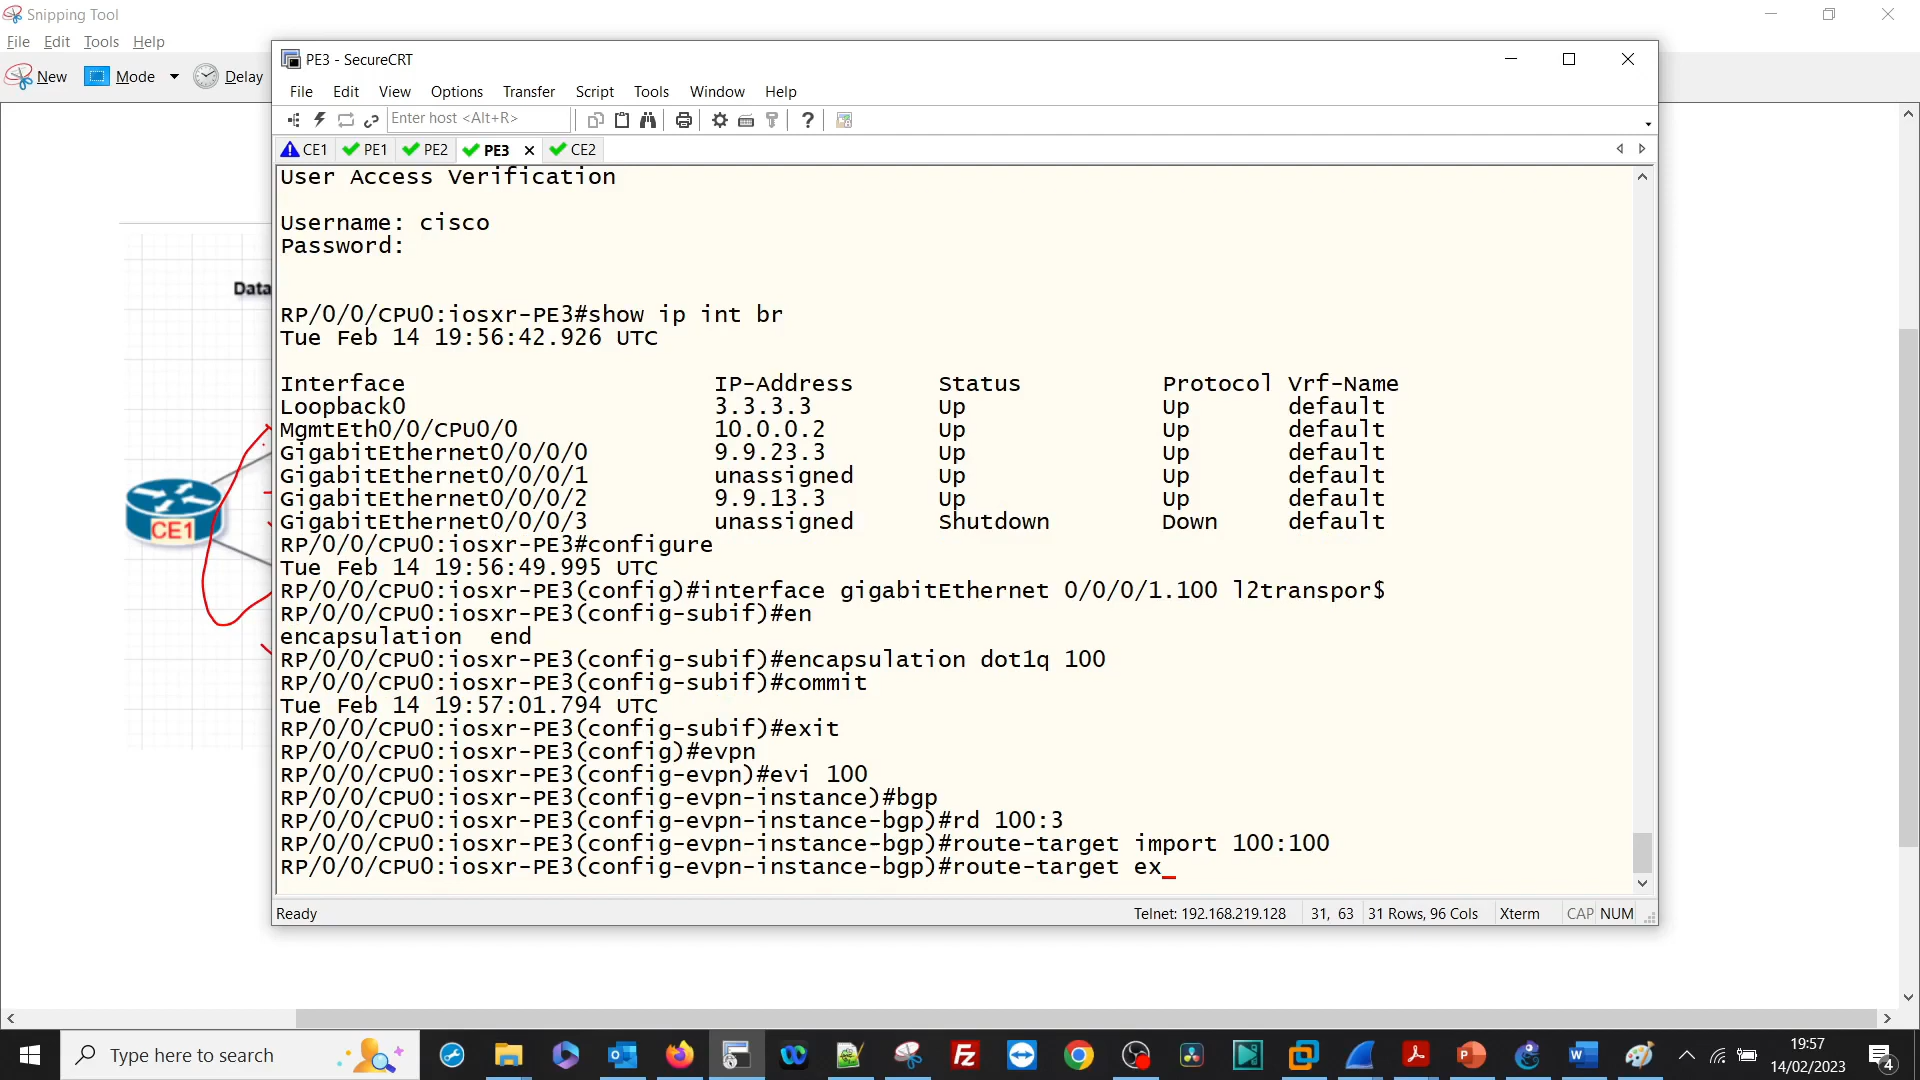 Snipping Tool
File Edit Tools Help
New Mode Delay
PE3 - SecureCRT
File Edit View Options Transfer Script Tools Window Help
Enter host <Alt+R>
CE1 PE1 PE2 PE3 CE2
User Access Verification
Username: cisco
Password:
RP/0/0/CPU0:iosxr-PE3#show ip int br
Tue Feb 14 19:56:42.926 UTC
Interface IP-Address Status Protocol Vrf-Name
Loopback0 3.3.3.3 Up Up default
MgmtEth0/0/CPU0/0 10.0.0.2 Up Up default
GigabitEthernet0/0/0/0 9.9.23.3 Up Up default
GigabitEthernet0/0/0/1 unassigned Up Up default
GigabitEthernet0/0/0/2 9.9.13.3 Up Up default
GigabitEthernet0/0/0/3 unassigned Shutdown Down default
RP/0/0/CPU0:iosxr-PE3#configure
Tue Feb 14 19:56:49.995 UTC
RP/0/0/CPU0:iosxr-PE3(config)#interface gigabitEthernet 0/0/0/1.100 l2transpor$
RP/0/0/CPU0:iosxr-PE3(config-subif)#en
encapsulation end
RP/0/0/CPU0:iosxr-PE3(config-subif)#encapsulation dot1q 100
RP/0/0/CPU0:iosxr-PE3(config-subif)#commit
Tue Feb 14 19:57:01.794 UTC
RP/0/0/CPU0:iosxr-PE3(config-subif)#exit
RP/0/0/CPU0:iosxr-PE3(config)#evpn
RP/0/0/CPU0:iosxr-PE3(config-evpn)#evi 100
RP/0/0/CPU0:iosxr-PE3(config-evpn-instance)#bgp
RP/0/0/CPU0:iosxr-PE3(config-evpn-instance-bgp)#rd 100:3
RP/0/0/CPU0:iosxr-PE3(config-evpn-instance-bgp)#route-target import 100:100
RP/0/0/CPU0:iosxr-PE3(config-evpn-instance-bgp)#route-target ex_
Ready Telnet: 192.168.219.128 31, 63 31 Rows, 96 Cols Xterm CAP NUM
Data
CE1
Type here to search
19:57
14/02/2023
4